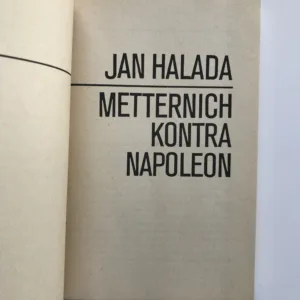 JAN HALADA
METTERNICH
KONTRA
NAPOLEON